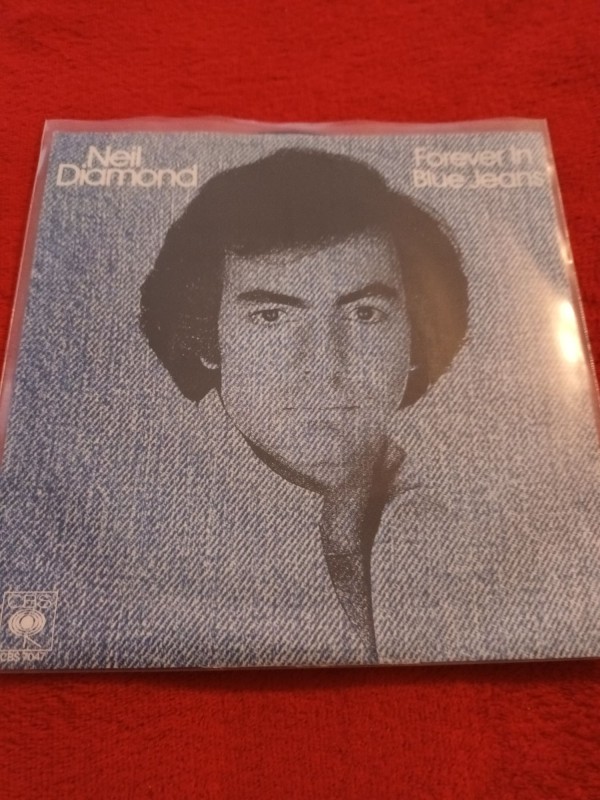 Neil
Diamond
Forever In
Blue Jeans
CBS
CBS 7047